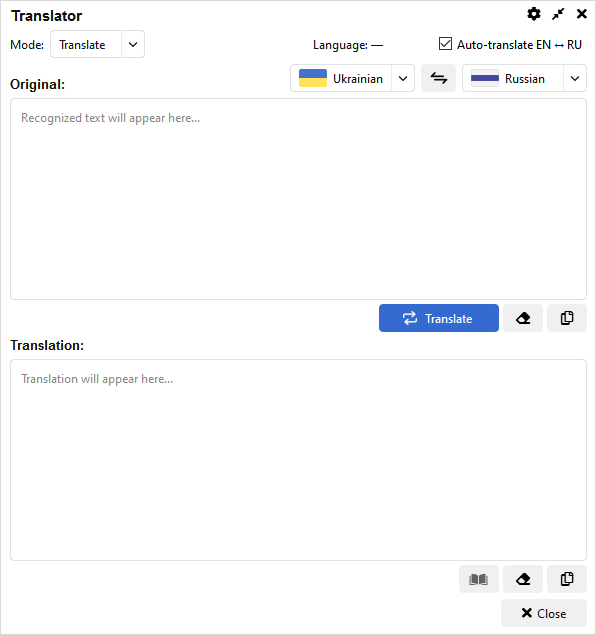 Translator
Mode: Translate
Language: —
Auto-translate EN ↔ RU
Original:
Ukrainian
Russian
Recognized text will appear here...
Translate
Translation:
Translation will appear here...
Close